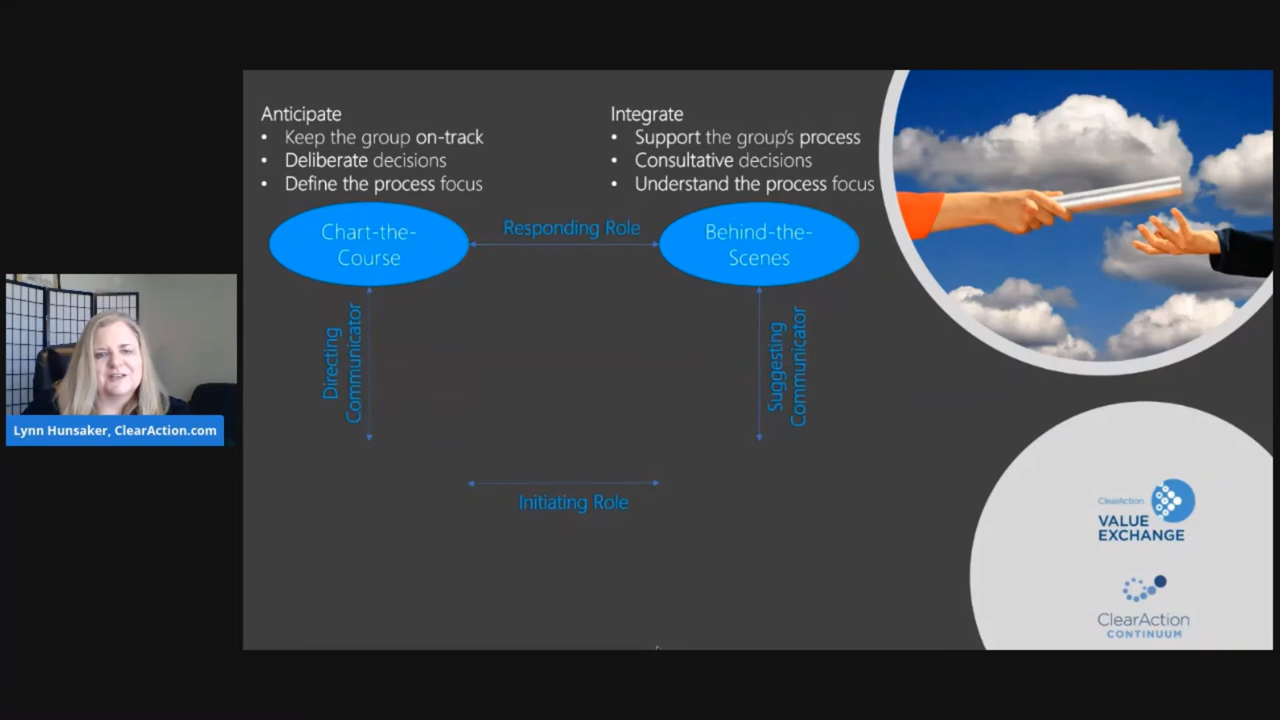 Anticipate
• Keep the group on-track
• Deliberate decisions
• Define the process focus
Integrate
• Support the group's process
• Consultative decisions
• Understand the process focus
Chart-the-
Course
Responding Role
Behind-the-
Scenes
Directing
Communicator
Suggesting
Communicator
Initiating Role
Lynn Hunsaker, ClearAction.com
ClearAction
VALUE
EXCHANGE
ClearAction
CONTINUUM